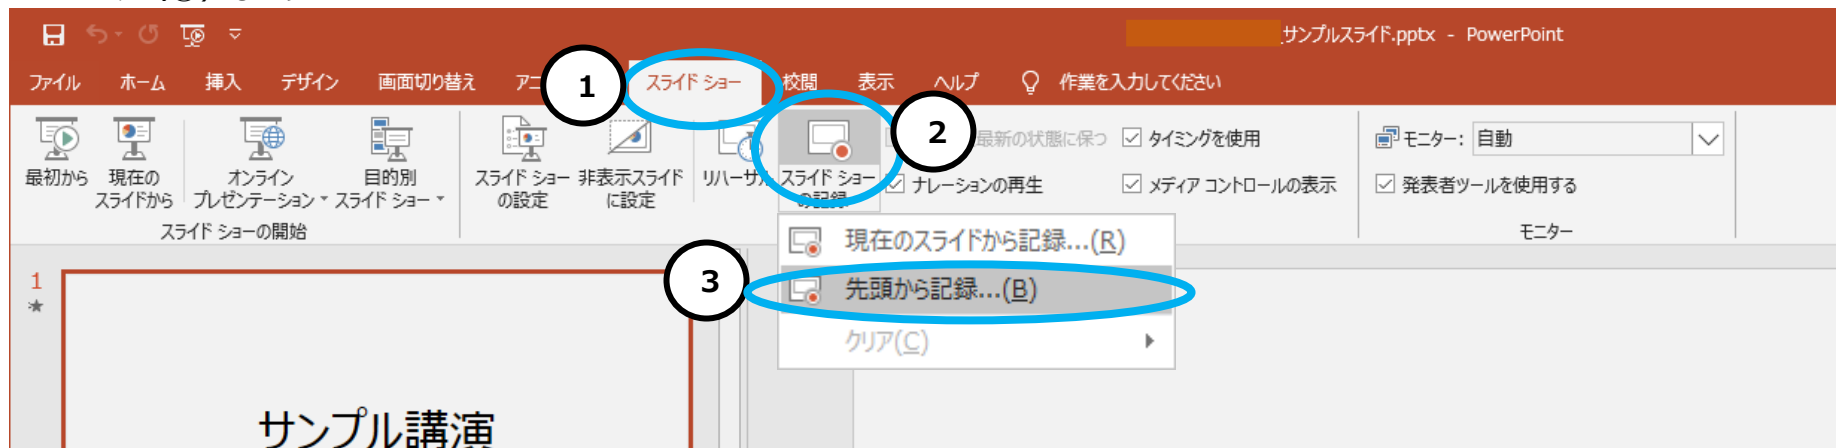 サンプルスライド.pptx - PowerPoint
ファイル ホーム 挿入 デザイン 画面切り替え アニ 1 スライド ショー 校閲 表示 ヘルプ 作業を入力してください
2 最新の状態に保つ タイミングを使用 モニター: 自動
最初から 現在の オンライン 目的別 スライド ショー 非表示スライド リハーサル スライド ショー ナレーションの再生 メディア コントロールの表示 発表者ツールを使用する
スライドから プレゼンテーション スライド ショー の設定 に設定 の記録
スライド ショーの開始 モニター
現在のスライドから記録...(R)
1 3 先頭から記録...(B)
クリア(C)
サンプル講演